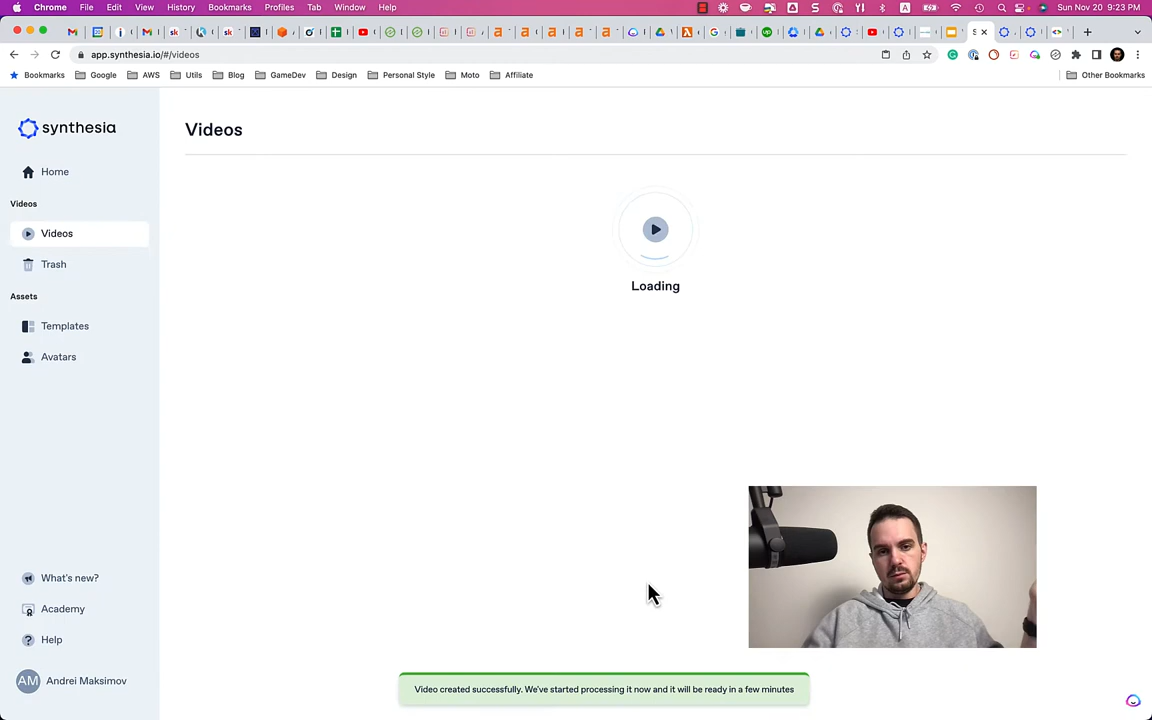 Chrome File Edit View History Bookmarks Profiles Tab Window Help Sun Nov 20 9:23 PM
app.synthesia.io/#/videos
Bookmarks Google AWS Utils Blog GameDev Design Personal Style Moto Affiliate Other Bookmarks
synthesia
Videos
Home
Videos
Videos
Trash
Loading
Assets
Templates
Avatars
What's new?
Academy
Help
AM Andrei Maksimov
Video created successfully. We've started processing it now and it will be ready in a few minutes